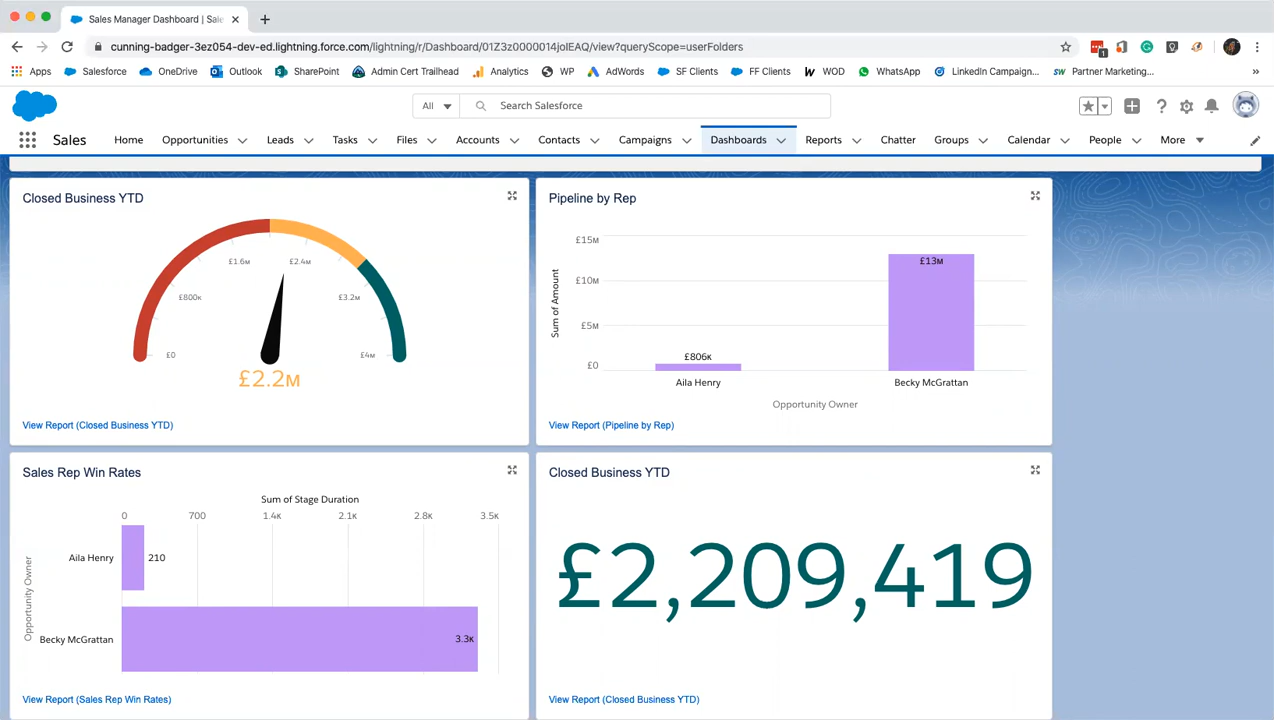 Sales Manager Dashboard | Sale
cunning-badger-3ez054-dev-ed.lightning.force.com/lightning/r/Dashboard/01Z3z0000014joIEAQ/view?queryScope=userFolders
1
Apps Salesforce OneDrive Outlook SharePoint Admin Cert Trailhead Analytics WP AdWords SF Clients FF Clients WOD WhatsApp LinkedIn Campaign... Partner Marketing... »
All Search Salesforce
Sales Home Opportunities Leads Tasks Files Accounts Contacts Campaigns Dashboards Reports Chatter Groups Calendar People More
Closed Business YTD
£0
£800K
£1.6M
£2.4M
£3.2M
£4M
£2.2M
View Report (Closed Business YTD)
Pipeline by Rep
Sum of Amount
£15M
£10M
£5M
£0
£806K
£13M
Aila Henry Becky McGrattan
Opportunity Owner
View Report (Pipeline by Rep)
Sales Rep Win Rates
Sum of Stage Duration
0 700 1.4K 2.1K 2.8K 3.5K
Opportunity Owner
Aila Henry 210
Becky McGrattan 3.3K
View Report (Sales Rep Win Rates)
Closed Business YTD
£2,209,419
View Report (Closed Business YTD)